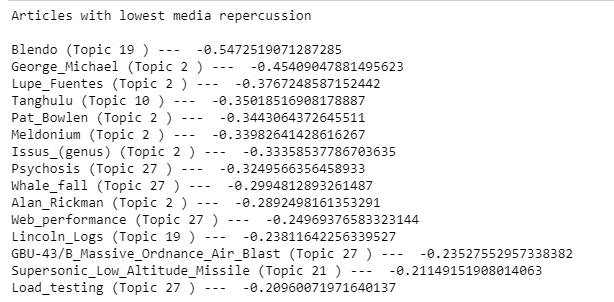 Articles with lowest media repercussion
Blendo (Topic 19 ) ---  -0.5472519071287285
George_Michael (Topic 2 ) ---  -0.45409047881495623
Lupe_Fuentes (Topic 2 ) ---  -0.3767248587152442
Tanghulu (Topic 10 ) ---  -0.35018516908178887
Pat_Bowlen (Topic 2 ) ---  -0.3443064372645511
Meldonium (Topic 2 ) ---  -0.33982641428616267
Issus_(genus) (Topic 2 ) ---  -0.33358537786703635
Psychosis (Topic 27 ) ---  -0.3249566356458933
Whale_fall (Topic 27 ) ---  -0.2994812893261487
Alan_Rickman (Topic 2 ) ---  -0.2892498161353291
Web_performance (Topic 27 ) ---  -0.24969376583323144
Lincoln_Logs (Topic 19 ) ---  -0.23811642256339527
GBU-43/B_Massive_Ordnance_Air_Blast (Topic 27 ) ---  -0.23527552957338382
Supersonic_Low_Altitude_Missile (Topic 21 ) ---  -0.21149151908014063
Load_testing (Topic 27 ) ---  -0.20960071971640137